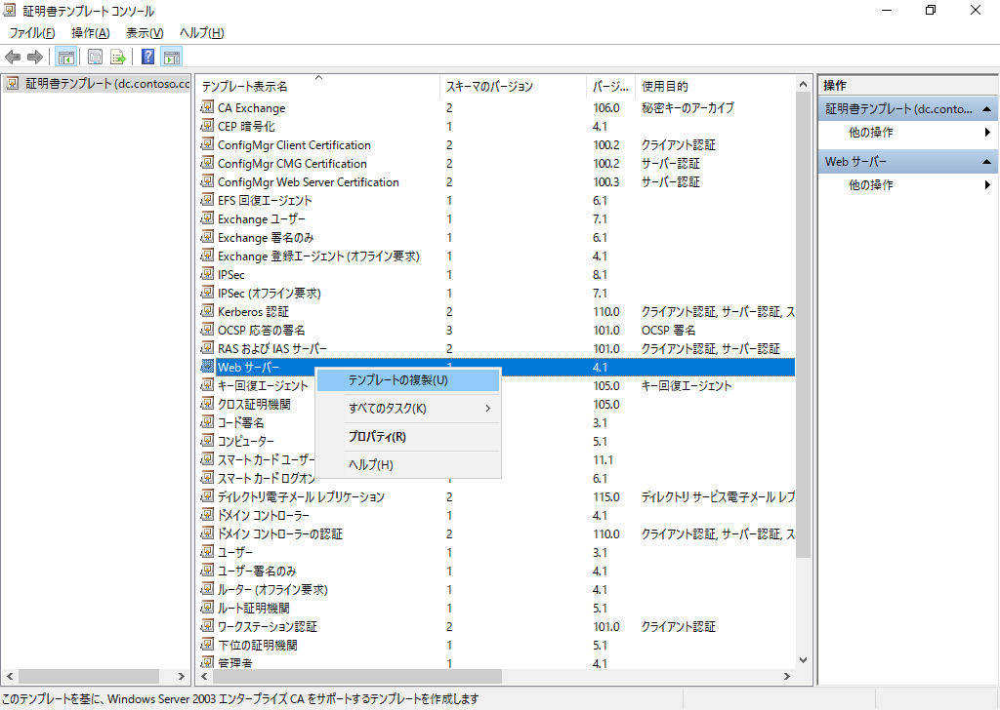 証明書テンプレート コンソール
ファイル(F) 操作(A) 表示(V) ヘルプ(H)
証明書テンプレート (dc.contoso.cc
テンプレート表示名 スキーマのバージョン バージ... 使用目的
CA Exchange 2 106.0 秘密キーのアーカイブ
CEP 暗号化 1 4.1
ConfigMgr Client Certification 2 100.2 クライアント認証
ConfigMgr CMG Certification 2 100.2 サーバー認証
ConfigMgr Web Server Certification 2 100.3 サーバー認証
EFS 回復エージェント 1 6.1
Exchange ユーザー 1 7.1
Exchange 署名のみ 1 6.1
Exchange 登録エージェント (オフライン要求) 1 4.1
IPSec 1 8.1
IPSec (オフライン要求) 1 7.1
Kerberos 認証 2 110.0 クライアント認証, サーバー認証, ス
OCSP 応答の署名 3 101.0 OCSP 署名
RAS および IAS サーバー 2 101.0 クライアント認証, サーバー認証
Web サーバー 1 4.1
キー回復エージェント 105.0 キー回復エージェント
クロス証明機関 105.0
コード署名 3.1
コンピューター 5.1
スマート カード ユーザー 11.1
スマート カード ログオン 1 6.1
ディレクトリ電子メール レプリケーション 2 115.0 ディレクトリ サービス電子メール レプ
ドメイン コントローラー 1 4.1
ドメイン コントローラーの認証 2 110.0 クライアント認証, サーバー認証, ス
ユーザー 1 3.1
ユーザー署名のみ 1 4.1
ルーター (オフライン要求) 1 4.1
ルート証明機関 1 5.1
ワークステーション認証 2 101.0 クライアント認証
下位の証明機関 1 5.1
管理者 1 4.1
テンプレートの複製(U)
すべてのタスク(K)
プロパティ(R)
ヘルプ(H)
操作
証明書テンプレート (dc.conto...
他の操作
Web サーバー
他の操作
このテンプレートを基に、Windows Server 2003 エンタープライズ CA をサポートするテンプレートを作成します